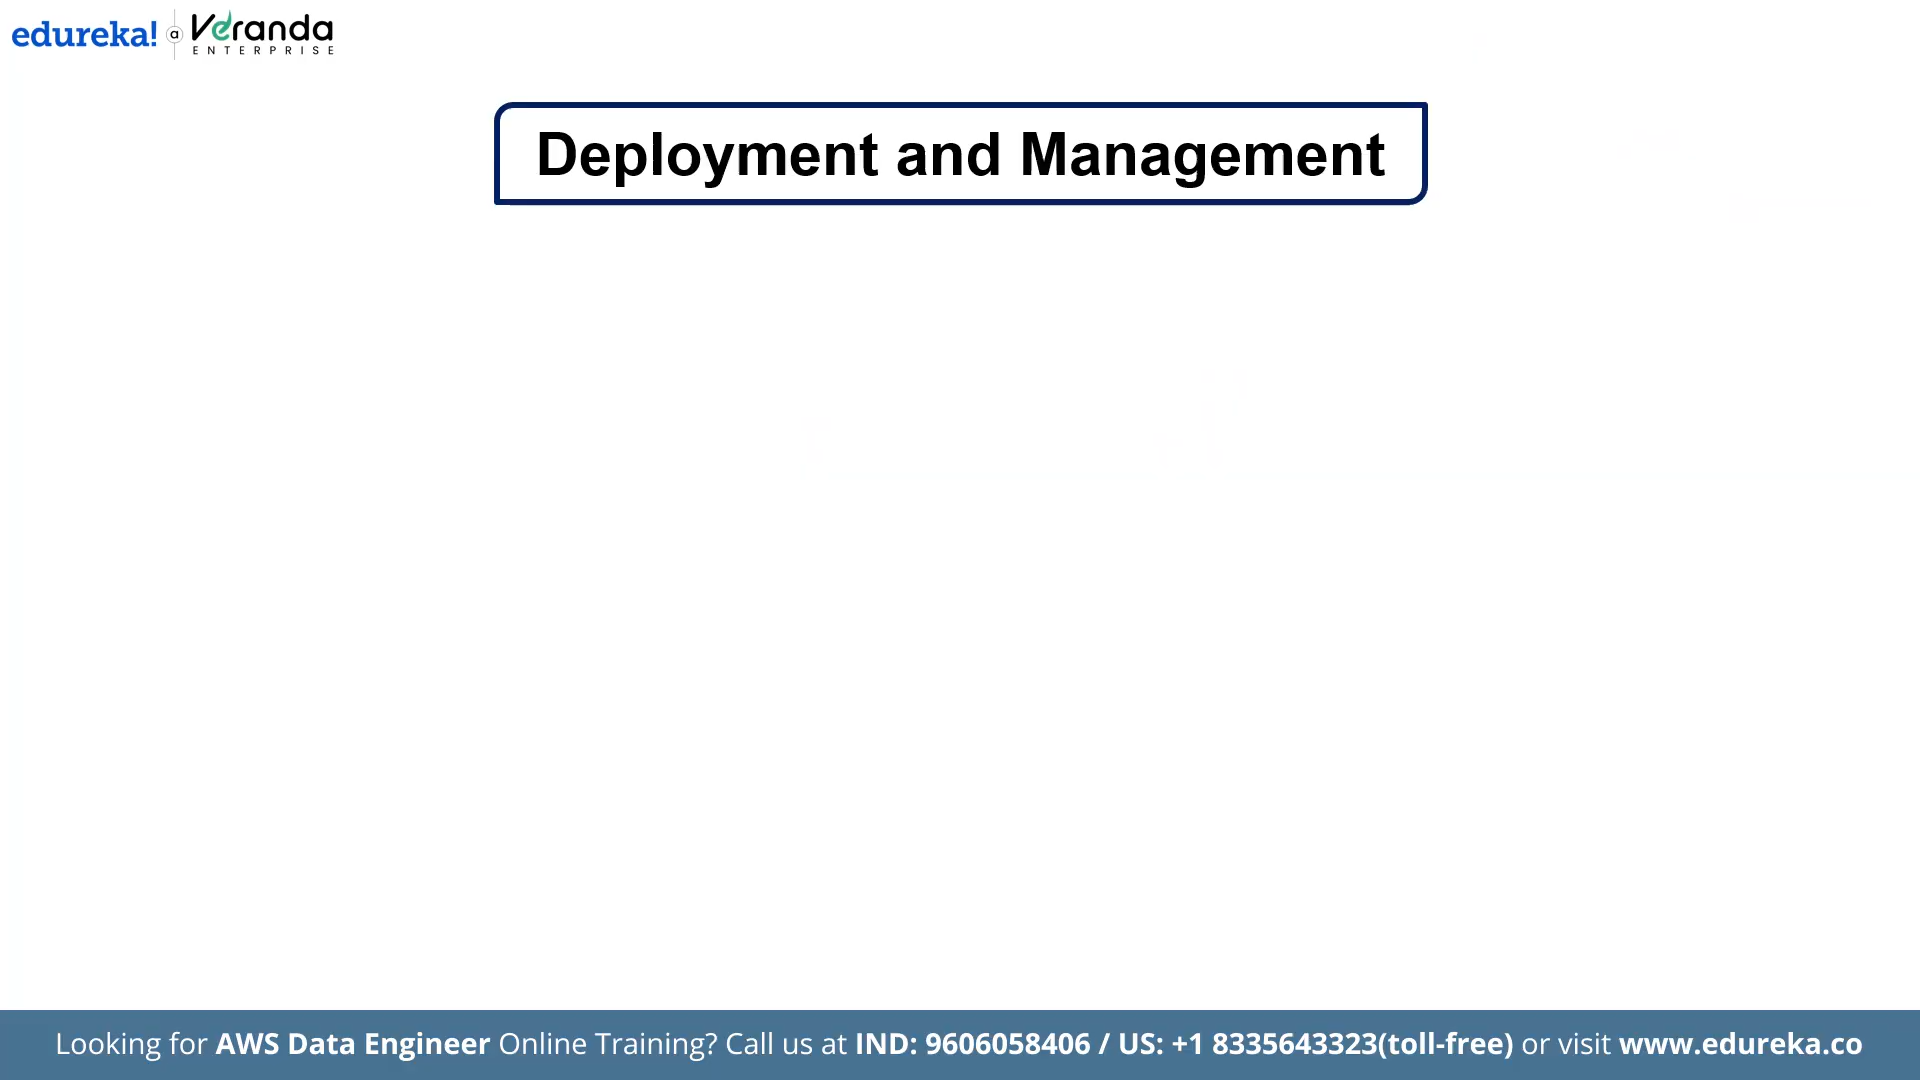 edureka! a Veranda
ENTERPRISE
Deployment and Management
Looking for AWS Data Engineer Online Training? Call us at IND: 9606058406 / US: +1 8335643323(toll-free) or visit www.edureka.co